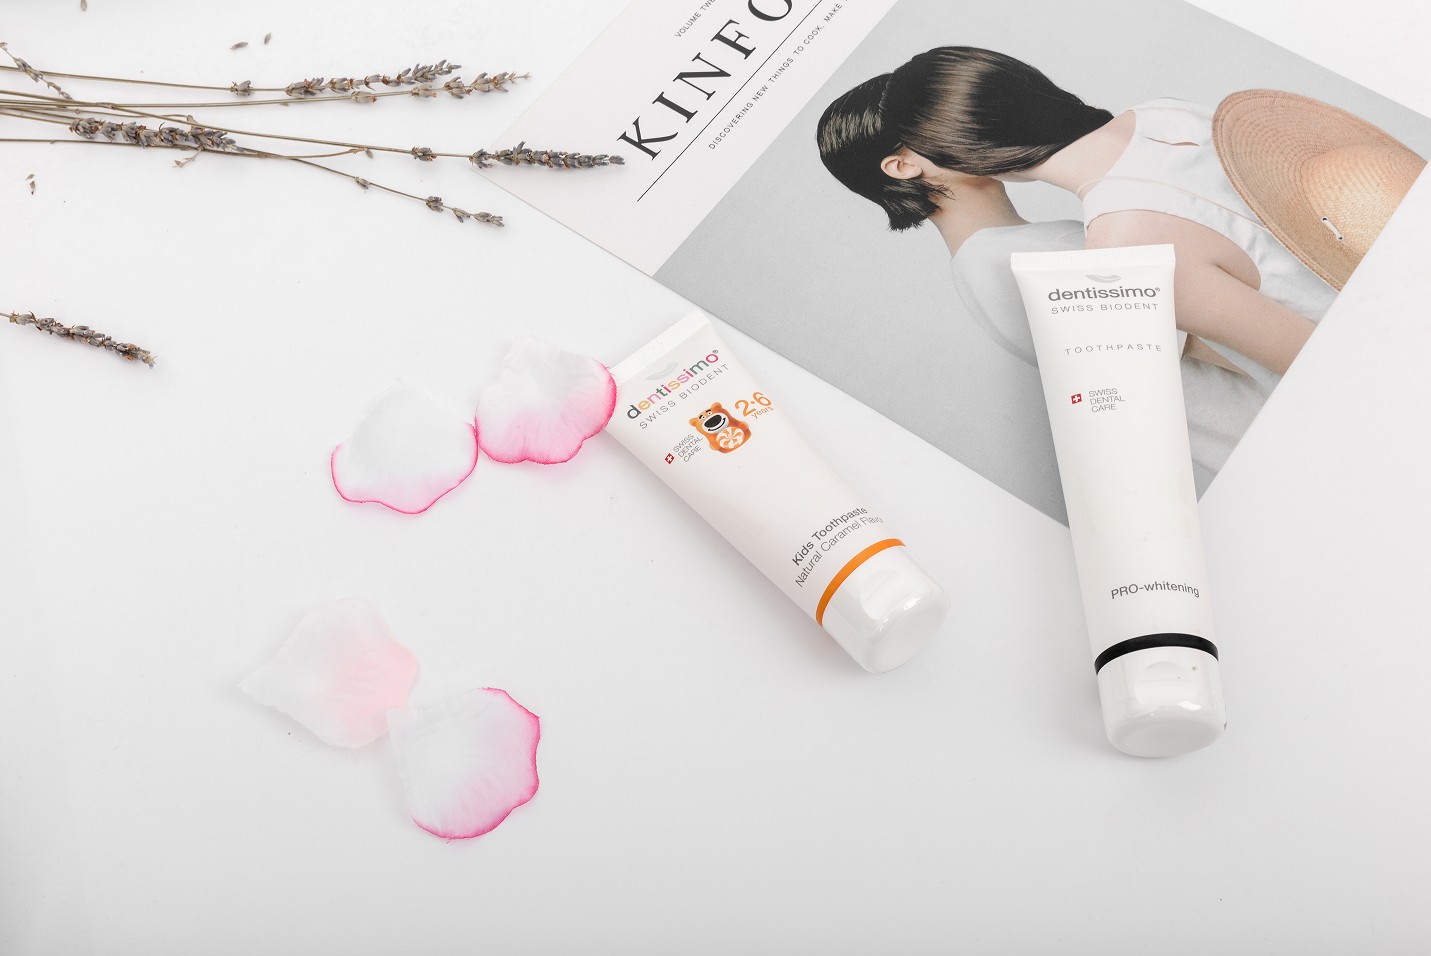 VOLUME
KINFO
DISCOVERING NEW THINGS TO COOK, MAKE
dentissimo®
SWISS BIODENT
2-6
years
SWISS
DENTAL
CARE
Kids Toothpaste
Natural Caramel Flavor
dentissimo®
SWISS BIODENT
TOOTHPASTE
SWISS
DENTAL
CARE
PRO-whitening